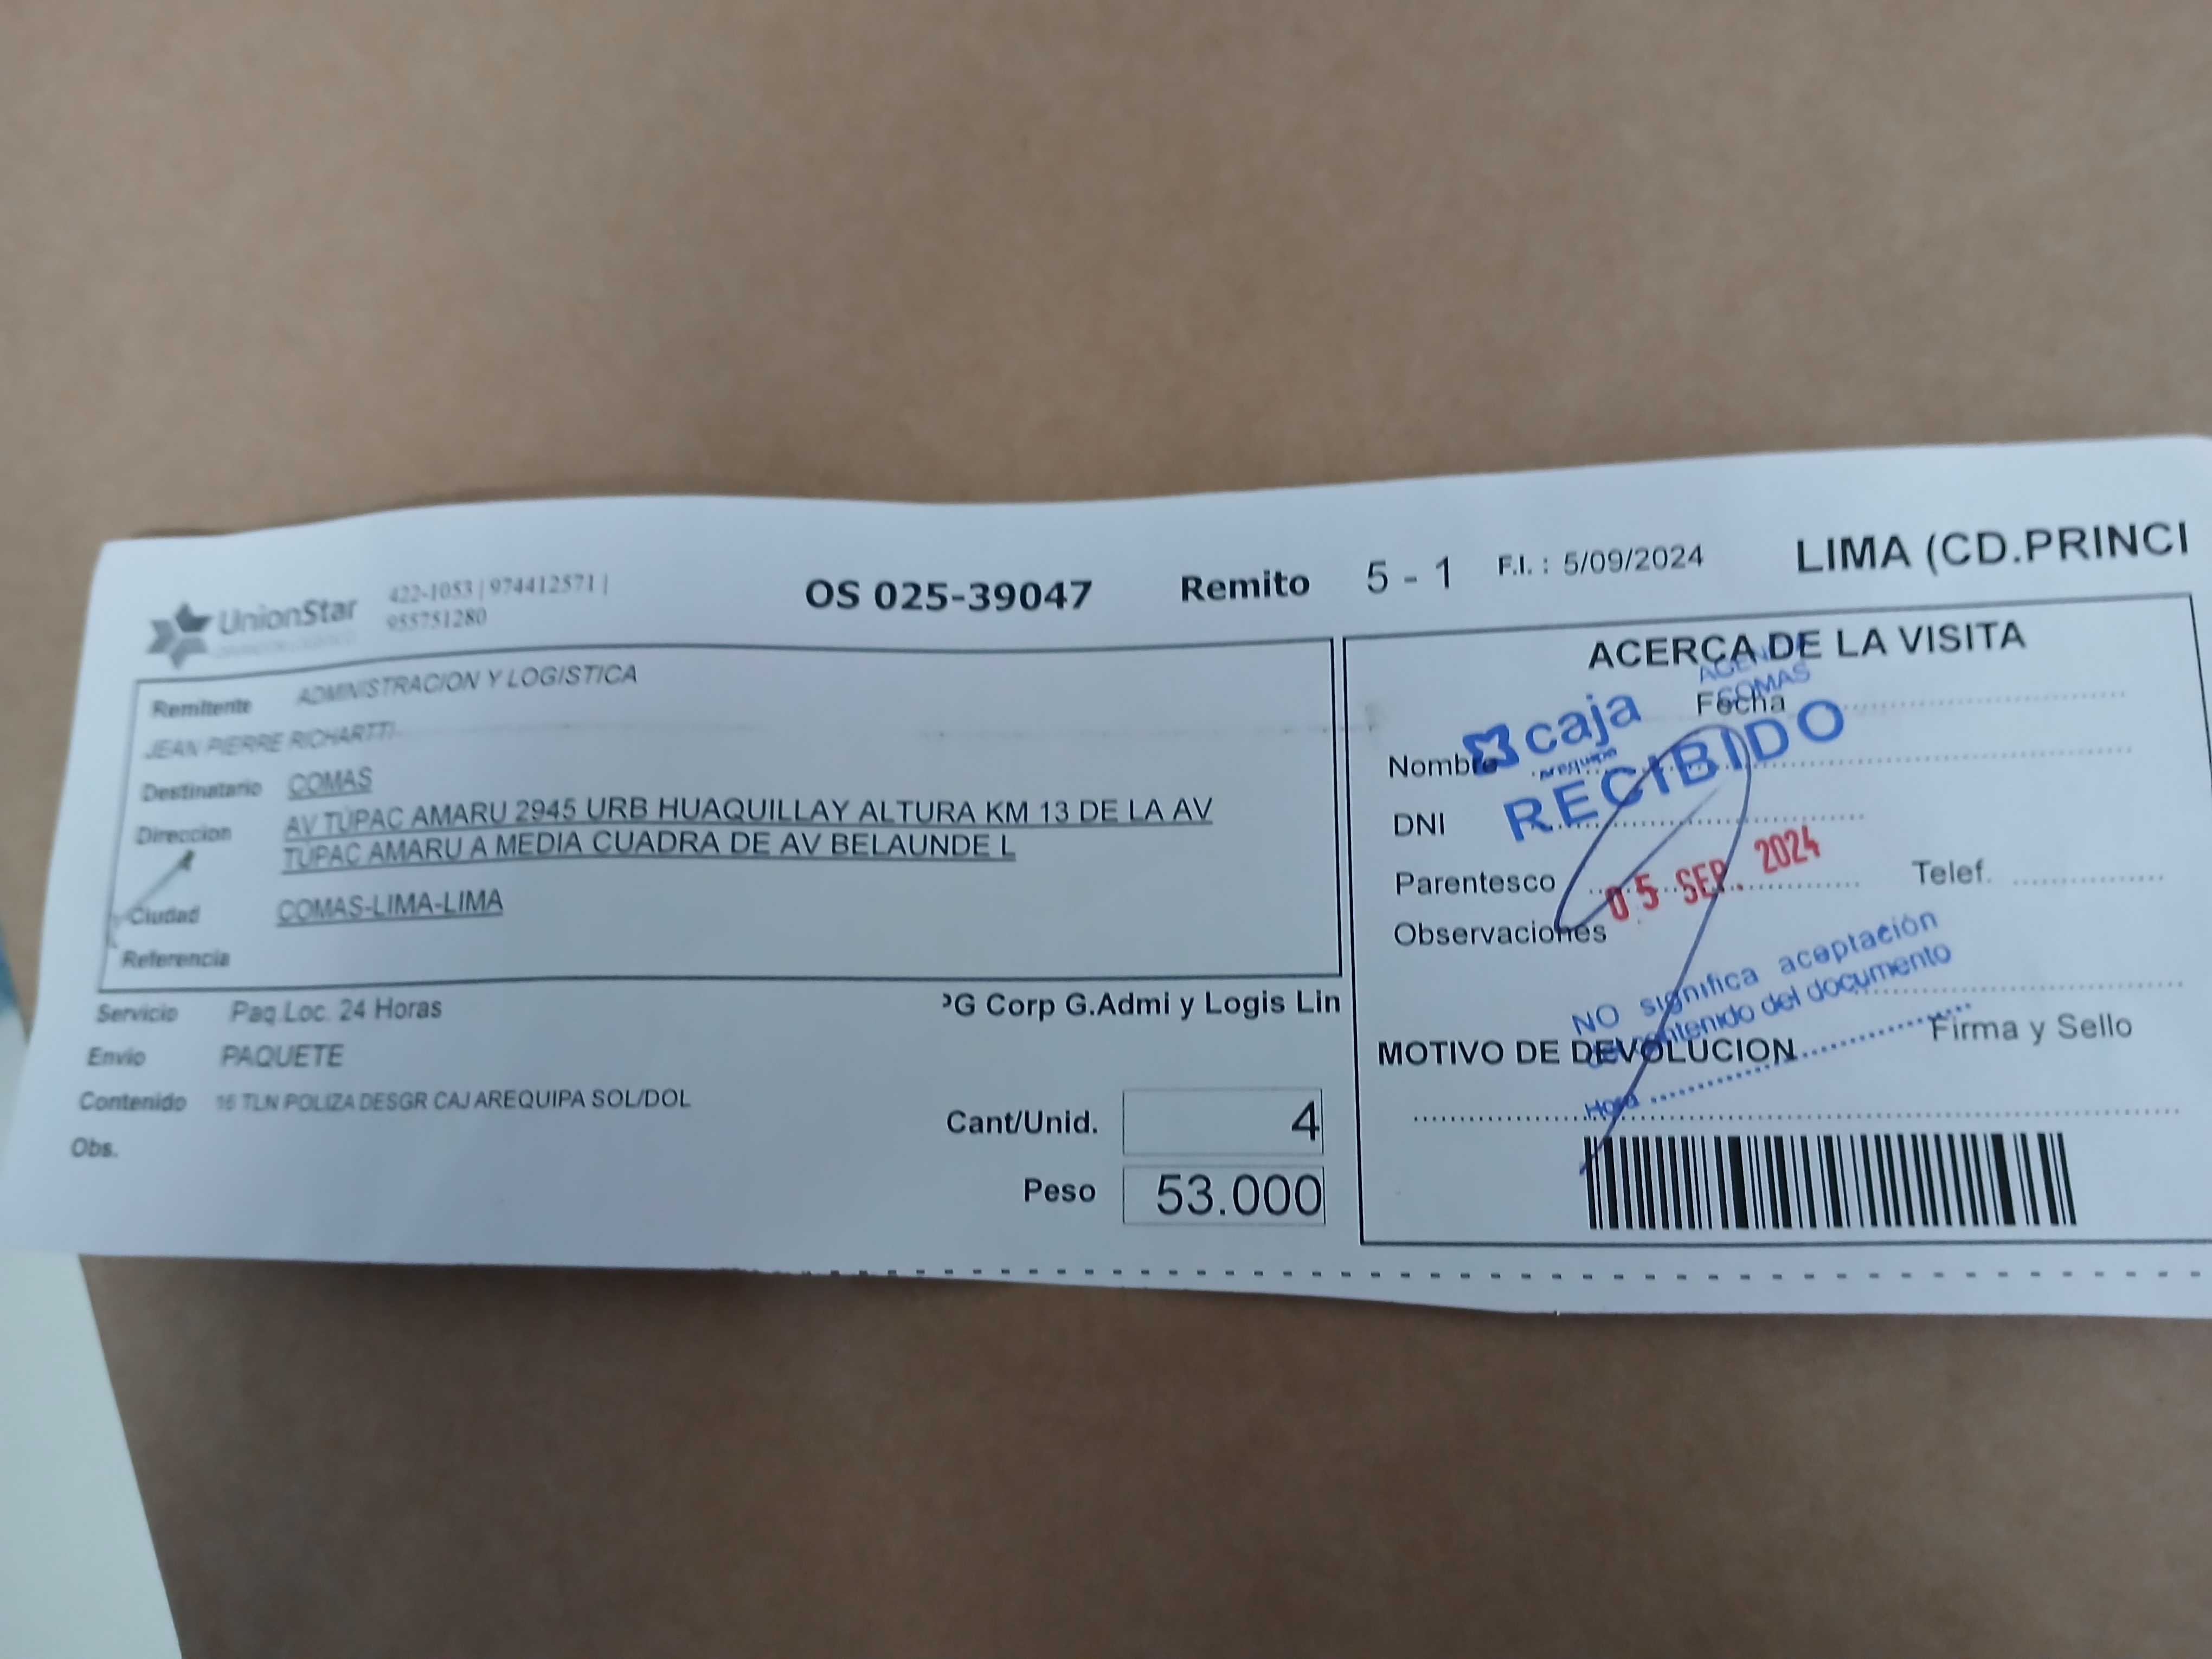 UnionStar
422-1053 | 974412571 |
955751280
OS 025-39047 Remito 5 - 1 F.I. : 5/09/2024 LIMA (CD.PRINCI
Remitente ADMINISTRACION Y LOGISTICA
JEAN PIERRE RICHARTTI
Destinatario COMAS
Direccion AV TUPAC AMARU 2945 URB HUAQUILLAY ALTURA KM 13 DE LA AV
TUPAC AMARU A MEDIA CUADRA DE AV BELAUNDE L
Ciudad COMAS-LIMA-LIMA
Referencia
Servicio Paq.Loc. 24 Horas
G Corp G.Admi y Logis Lin
Envio PAQUETE
Contenido 16 TLN POLIZA DESGR CAJ AREQUIPA SOL/DOL
Obs.
Cant/Unid. 4
Peso 53.000
ACERCA DE LA VISITA
Fecha
Nombre
DNI
Parentesco
Telef.
Observaciones
Firma y Sello
MOTIVO DE DEVOLUCION
COMAS
caja
arequipa
RECIBIDO
05 SEP. 2024
NO significa aceptación
contenido del documento
Hora